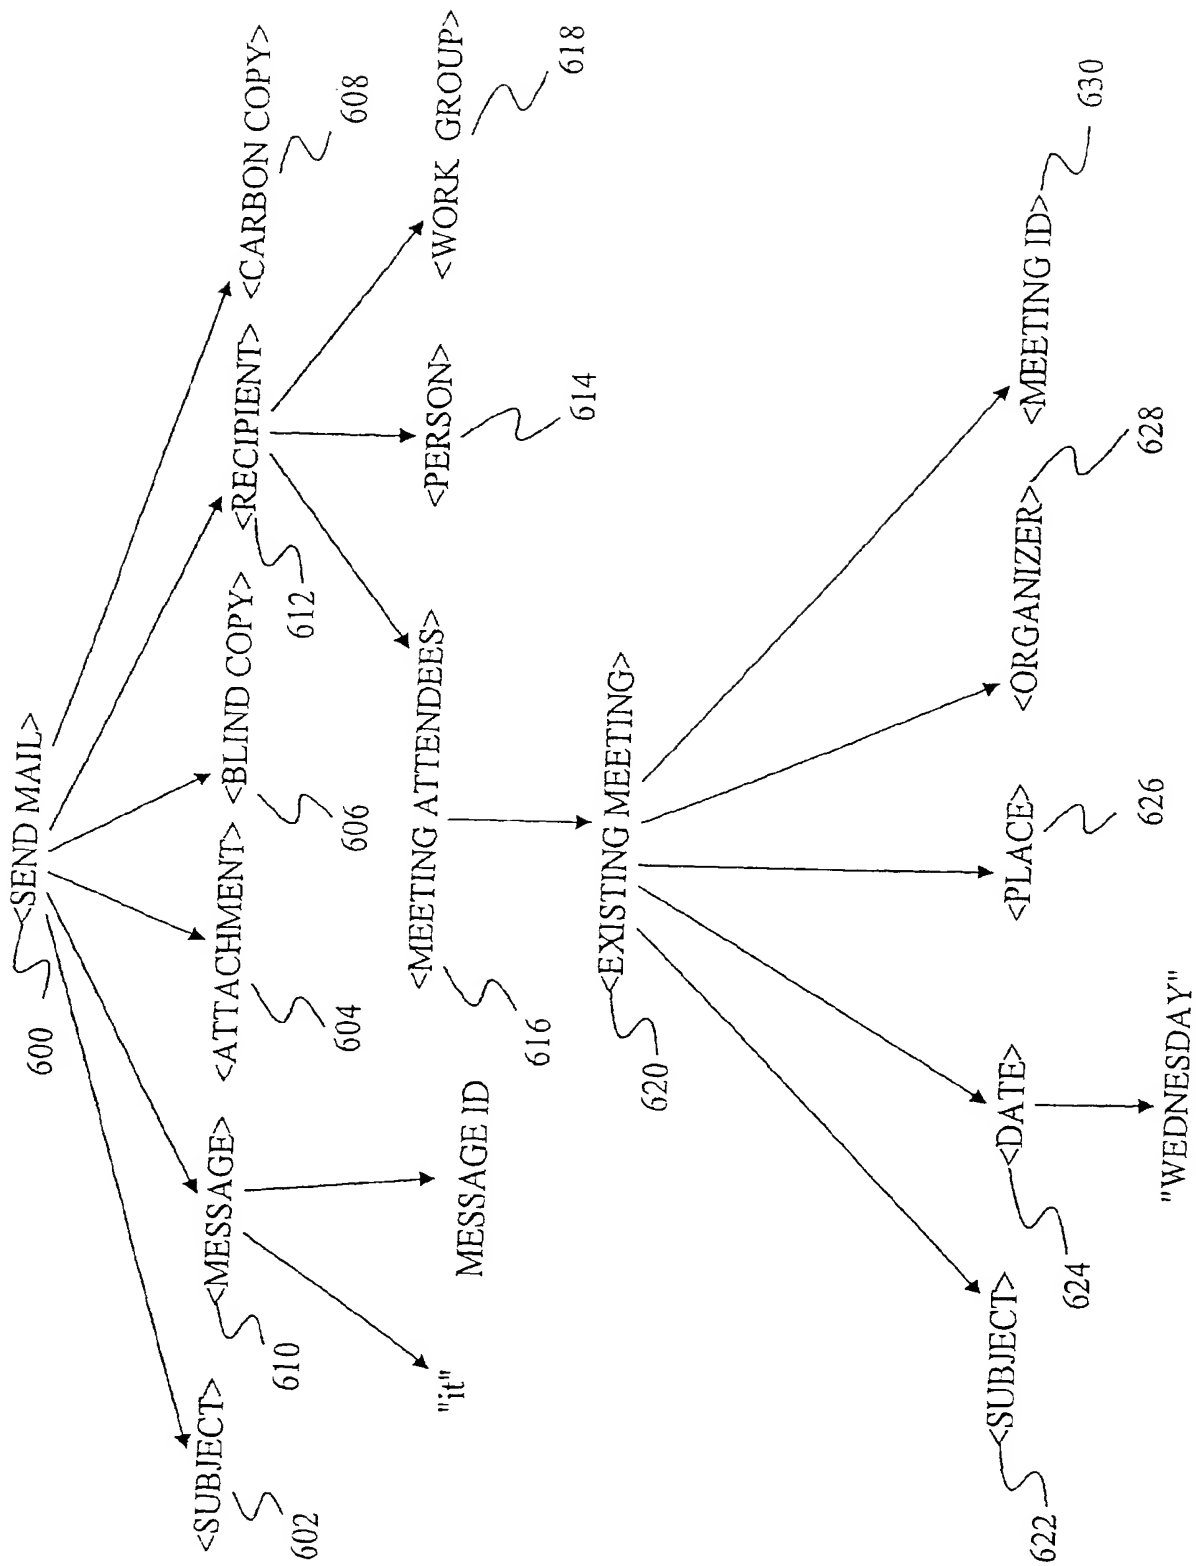 <SEND MAIL>
600
<SUBJECT>
602
<MESSAGE>
610
<ATTACHMENT>
604
<BLIND COPY>
606
<RECIPIENT>
612
<CARBON COPY>
608
"it"
MESSAGE ID
<MEETING ATTENDEES>
616
<PERSON>
614
<WORK GROUP>
618
<EXISTING MEETING>
620
<SUBJECT>
622
<DATE>
624
<PLACE>
626
<ORGANIZER>
628
<MEETING ID>
630
"WEDNESDAY"